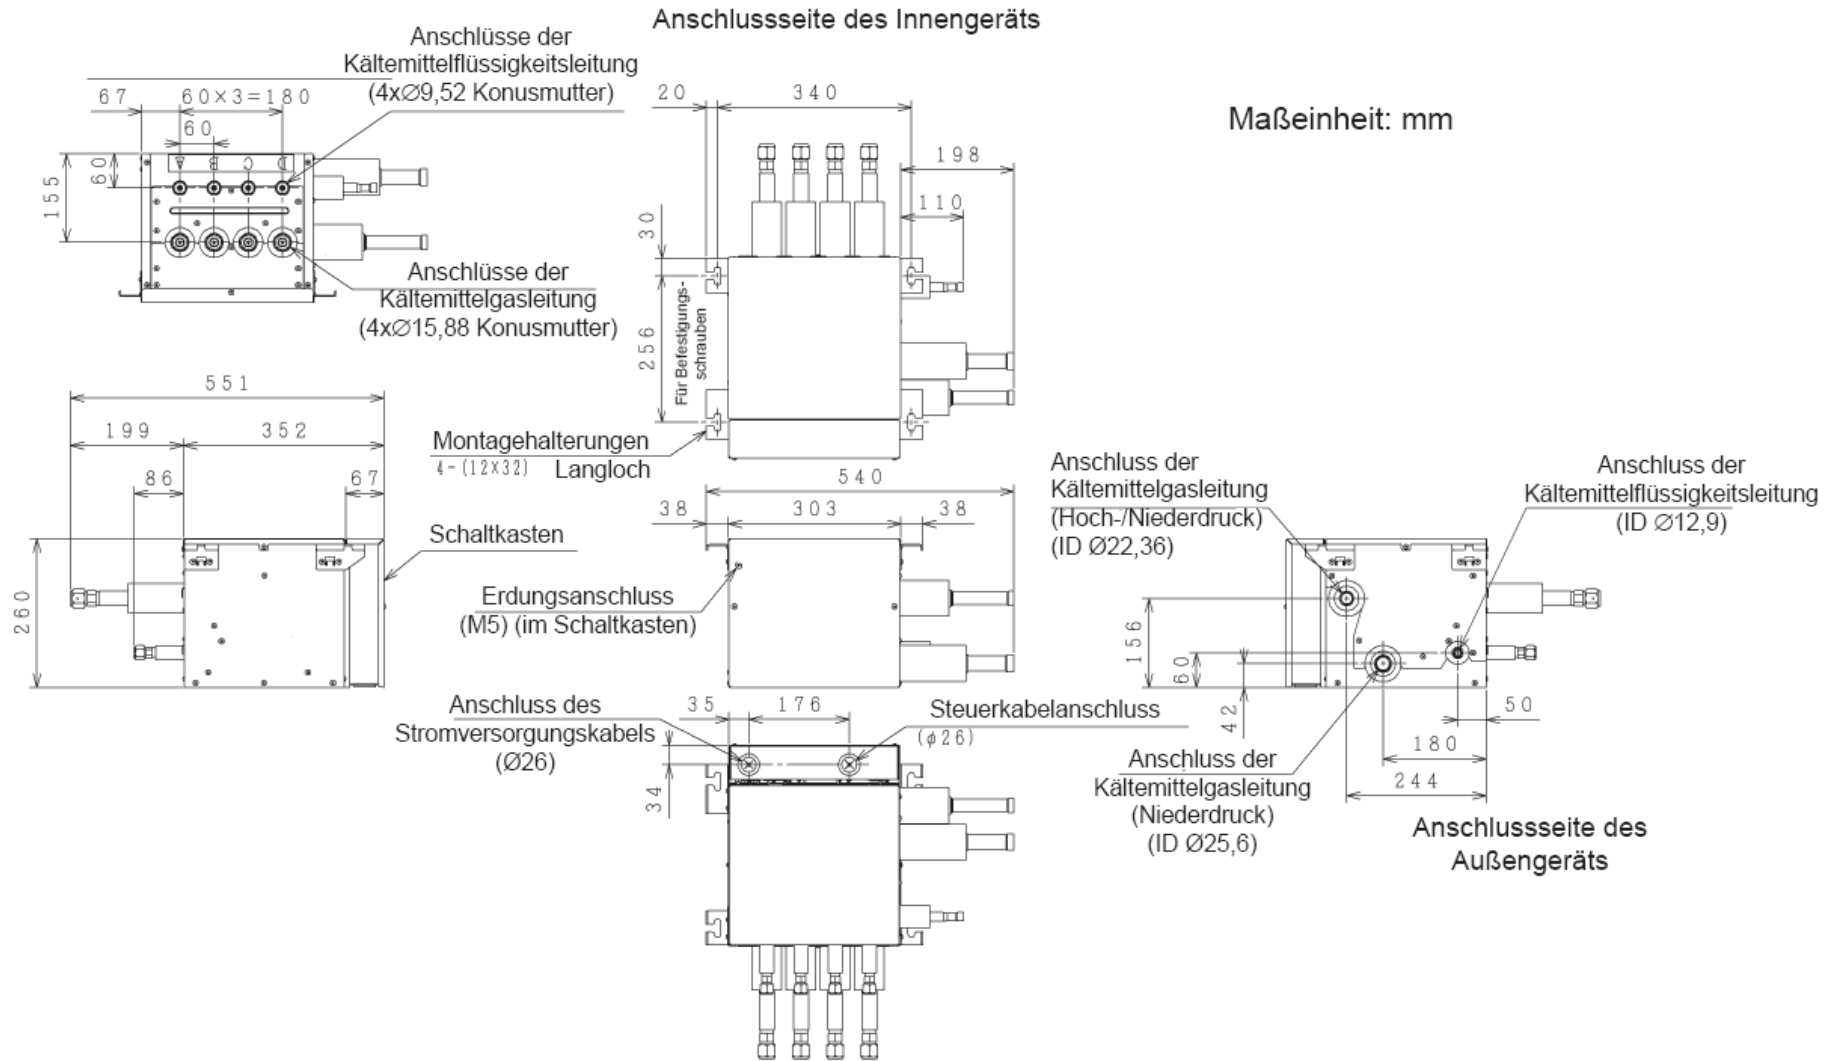 Anschlussseite des Innengeräts
Anschlüsse der
Kältemittelflüssigkeitsleitung
(4xØ9,52 Konusmutter)
67
60×3=180
60
60
155
A B C D
Anschlüsse der
Kältemittelgasleitung
(4xØ15,88 Konusmutter)
20
340
Maßeinheit: mm
198
110
30
256
Für Befestigungs-
schrauben
Montagehalterungen
4-(12×32) Langloch
551
199
352
86
67
260
Schaltkasten
540
38
303
38
Erdungsanschluss
(M5) (im Schaltkasten)
Anschluss der
Kältemittelgasleitung
(Hoch-/Niederdruck)
(ID Ø22,36)
Anschluss der
Kältemittelflüssigkeitsleitung
(ID Ø12,9)
156
60
42
50
180
244
Anschluss der
Kältemittelgasleitung
(Niederdruck)
(ID Ø25,6)
Anschlussseite des
Außengeräts
Anschluss des
Stromversorgungskabels
(Ø26)
35
176
34
Steuerkabelanschluss
(φ26)